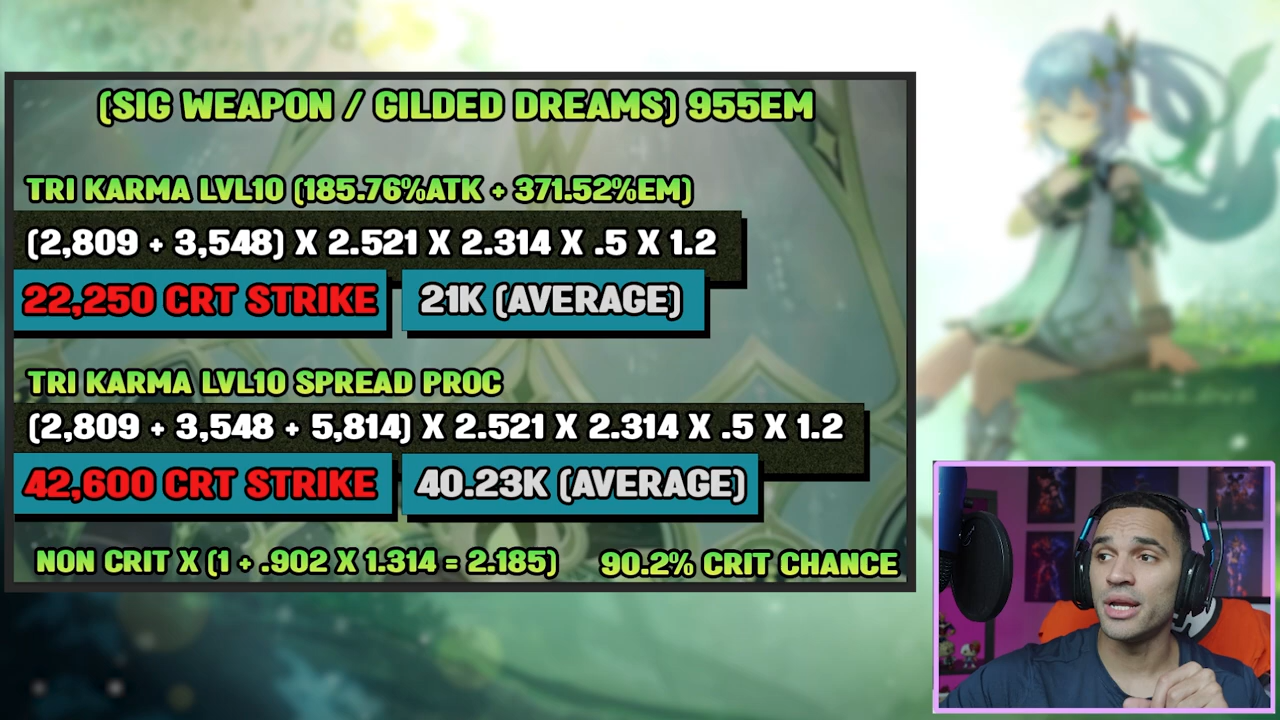 (SIG WEAPON / GILDED DREAMS) 955EM
TRI KARMA LVL10 (185.76%ATK + 371.52%EM)
(2,809 + 3,548) X 2.521 X 2.314 X .5 X 1.2
22,250 CRT STRIKE
21K (AVERAGE)
TRI KARMA LVL10 SPREAD PROC
(2,809 + 3,548 + 5,814) X 2.521 X 2.314 X .5 X 1.2
42,600 CRT STRIKE
40.23K (AVERAGE)
NON CRIT X (1 + .902 X 1.314 = 2.185)
90.2% CRIT CHANCE